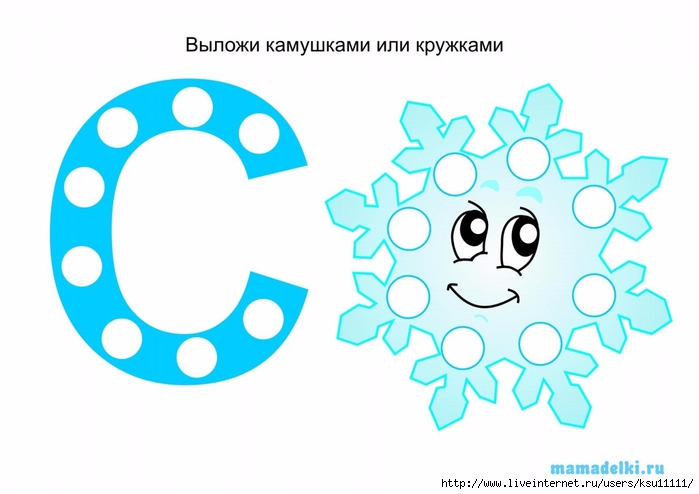 Выложи камушками или кружками
С
mamadelki.ru
http://www.liveinternet.ru/users/ksu11111/